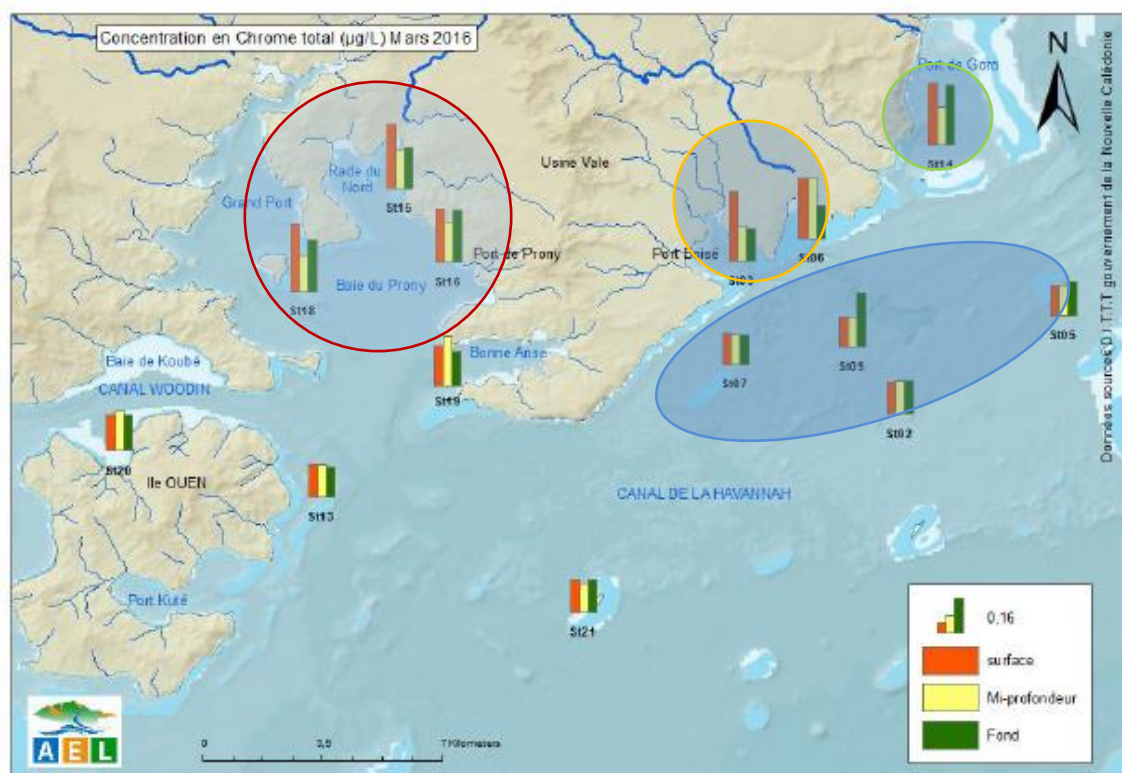 Concentration en Chrome total (µg/L) Mars 2016
N
Port de Goro
St14
Usine Vale
Rade du
Nord
St15
Grand Port
St16
Port de Prony
Port Boisé
St03
St06
Baie du Prony
St18
St05
St09
St07
Bonne Anse
Baie de Koubé
CANAL WOODIN
St19
St02
St20
Ile OUEN
St13
CANAL DE LA HAVANNAH
Port Kuté
St21
0,16
surface
Mi-profondeur
Fond
AEL
0
3,5
7 Kilometers
Données sources D.I.T.T.T gouvernement de la Nouvelle Calédonie